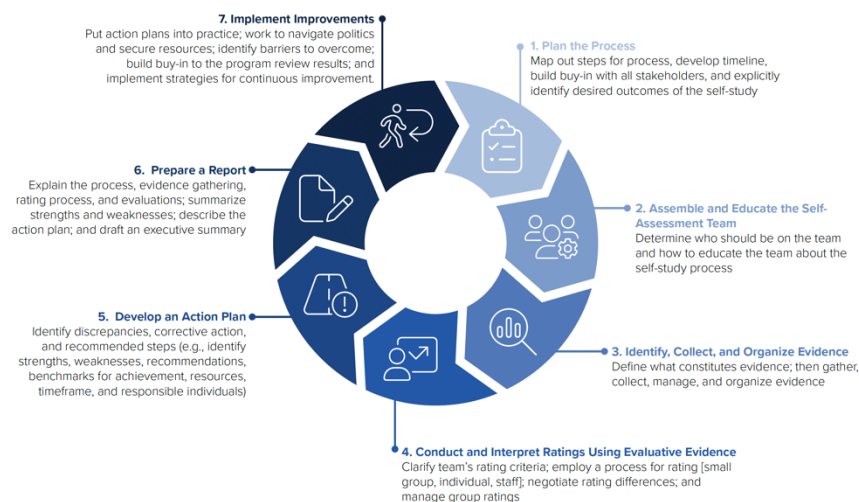 7. Implement Improvements
Put action plans into practice; work to navigate politics
and secure resources; identify barriers to overcome;
build buy-in to the program review results; and
implement strategies for continuous improvement.
1. Plan the Process
Map out steps for process, develop timeline,
build buy-in with all stakeholders, and explicitly
identify desired outcomes of the self-study
6. Prepare a Report
Explain the process, evidence gathering,
rating process, and evaluations; summarize
strengths and weaknesses; describe the
action plan; and draft an executive summary
2. Assemble and Educate the Self-
Assessment Team
Determine who should be on the team
and how to educate the team about the
self-study process
5. Develop an Action Plan
Identify discrepancies, corrective action,
and recommended steps (e.g., identify
strengths, weaknesses, recommendations,
benchmarks for achievement, resources,
timeframe, and responsible individuals)
3. Identify, Collect, and Organize Evidence
Define what constitutes evidence; then gather,
collect, manage, and organize evidence
4. Conduct and Interpret Ratings Using Evaluative Evidence
Clarify team's rating criteria; employ a process for rating [small
group, individual, staff]; negotiate rating differences; and
manage group ratings